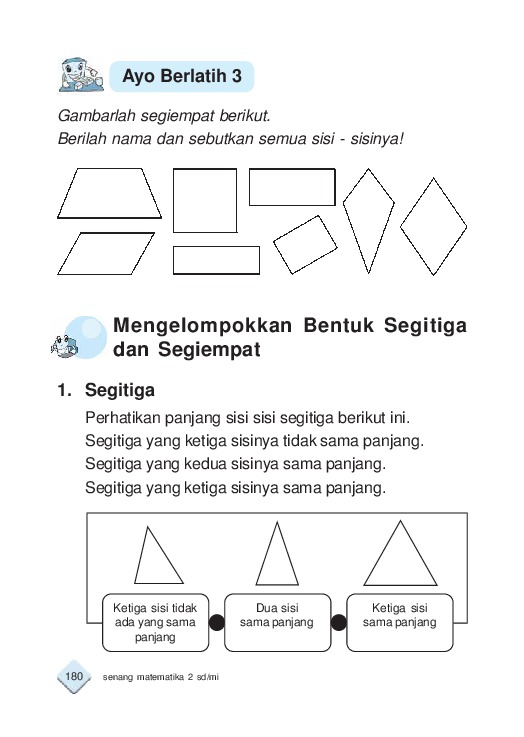 Ayo Berlatih 3
Gambarlah segiempat berikut.
Berilah nama dan sebutkan semua sisi - sisinya!
Mengelompokkan Bentuk Segitiga
dan Segiempat
1. Segitiga
Perhatikan panjang sisi sisi segitiga berikut ini.
Segitiga yang ketiga sisinya tidak sama panjang.
Segitiga yang kedua sisinya sama panjang.
Segitiga yang ketiga sisinya sama panjang.
Ketiga sisi tidak
ada yang sama
panjang
Dua sisi
sama panjang
Ketiga sisi
sama panjang
180 senang matematika 2 sd/mi